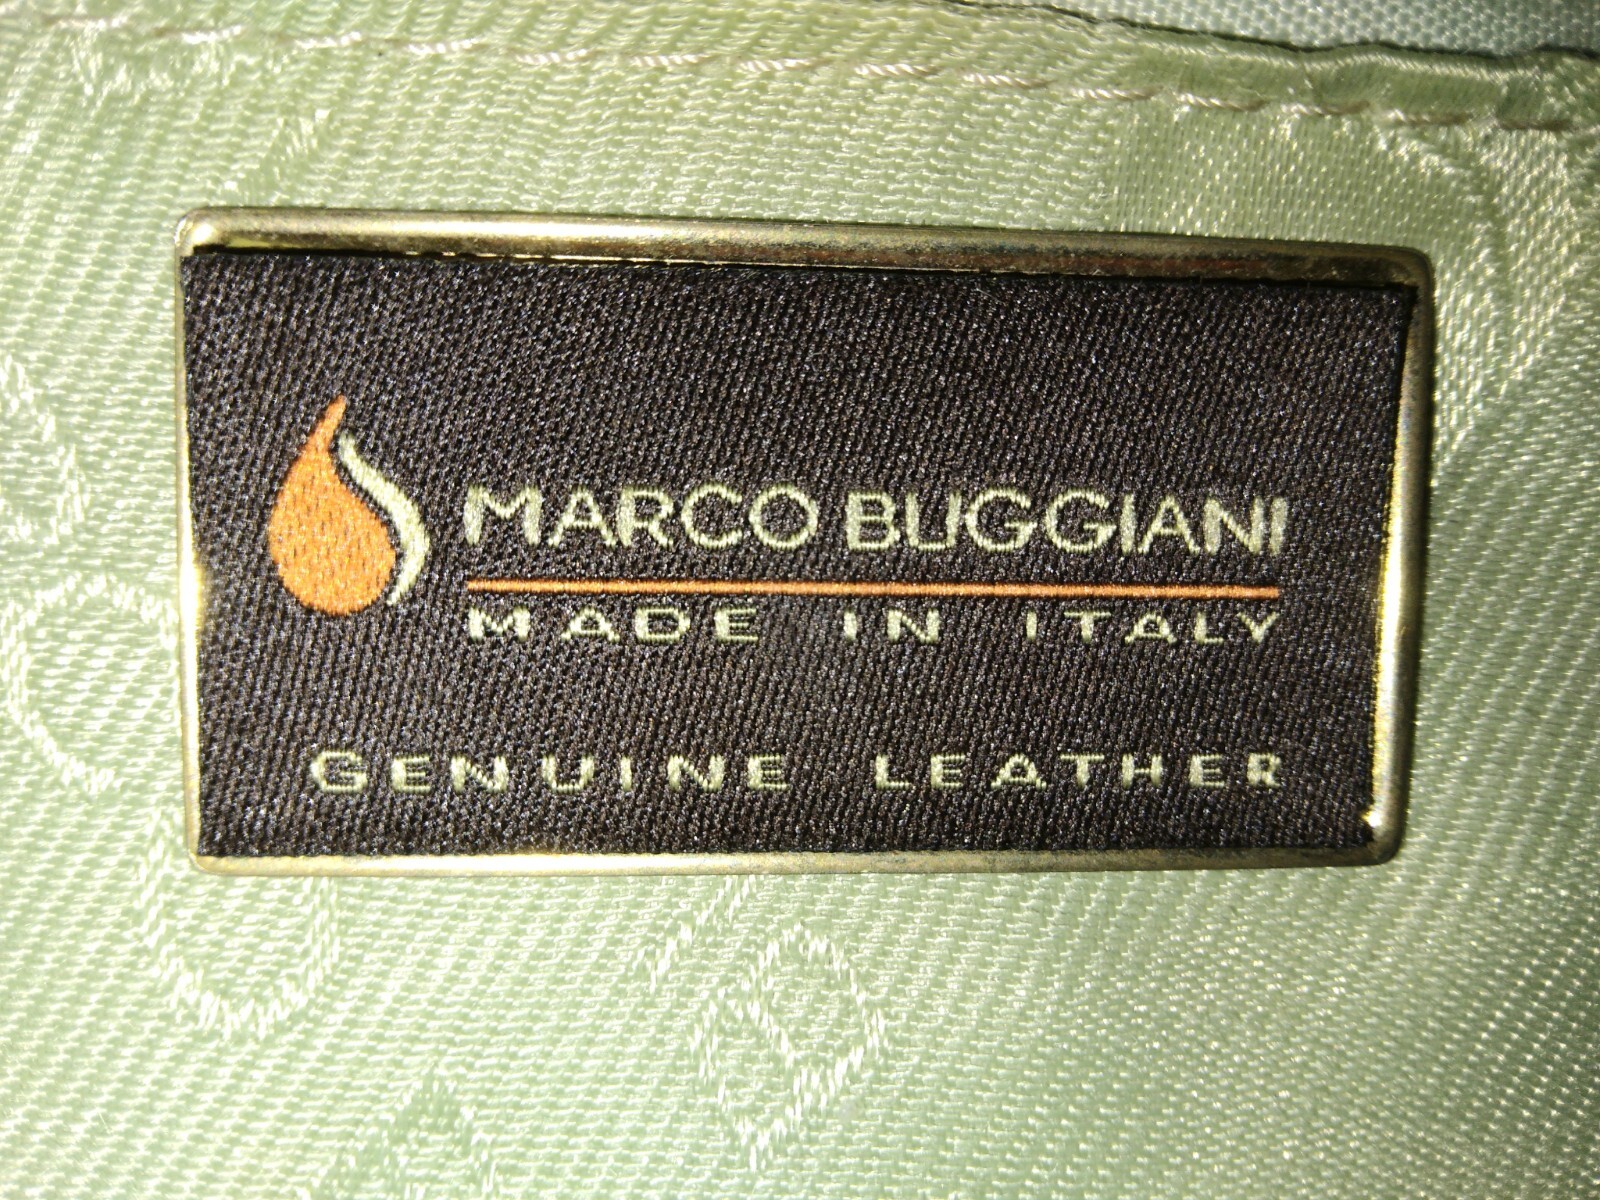 MARCO BUGGIANI
MADE IN ITALY
GENUINE LEATHER